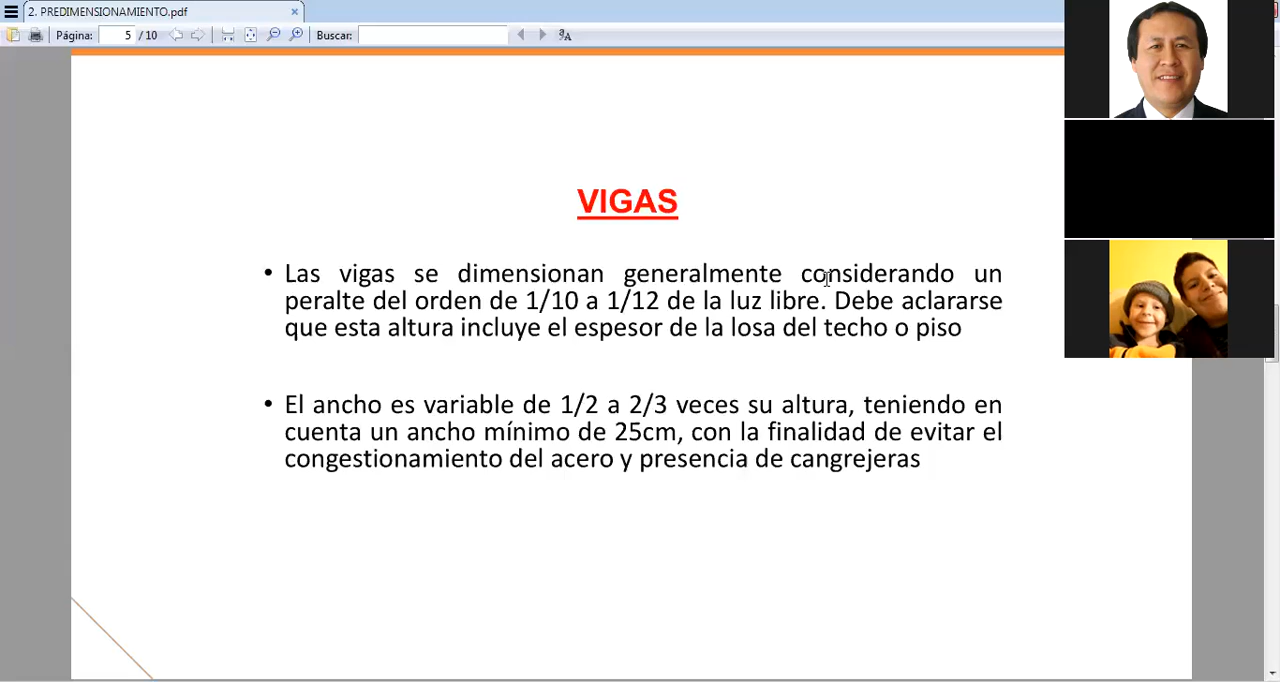 2. PREDIMENSIONAMIENTO.pdf
Página: 5 / 10 Buscar:
VIGAS
• Las vigas se dimensionan generalmente considerando un
peralte del orden de 1/10 a 1/12 de la luz libre. Debe aclararse
que esta altura incluye el espesor de la losa del techo o piso
• El ancho es variable de 1/2 a 2/3 veces su altura, teniendo en
cuenta un ancho mínimo de 25cm, con la finalidad de evitar el
congestionamiento del acero y presencia de cangrejeras